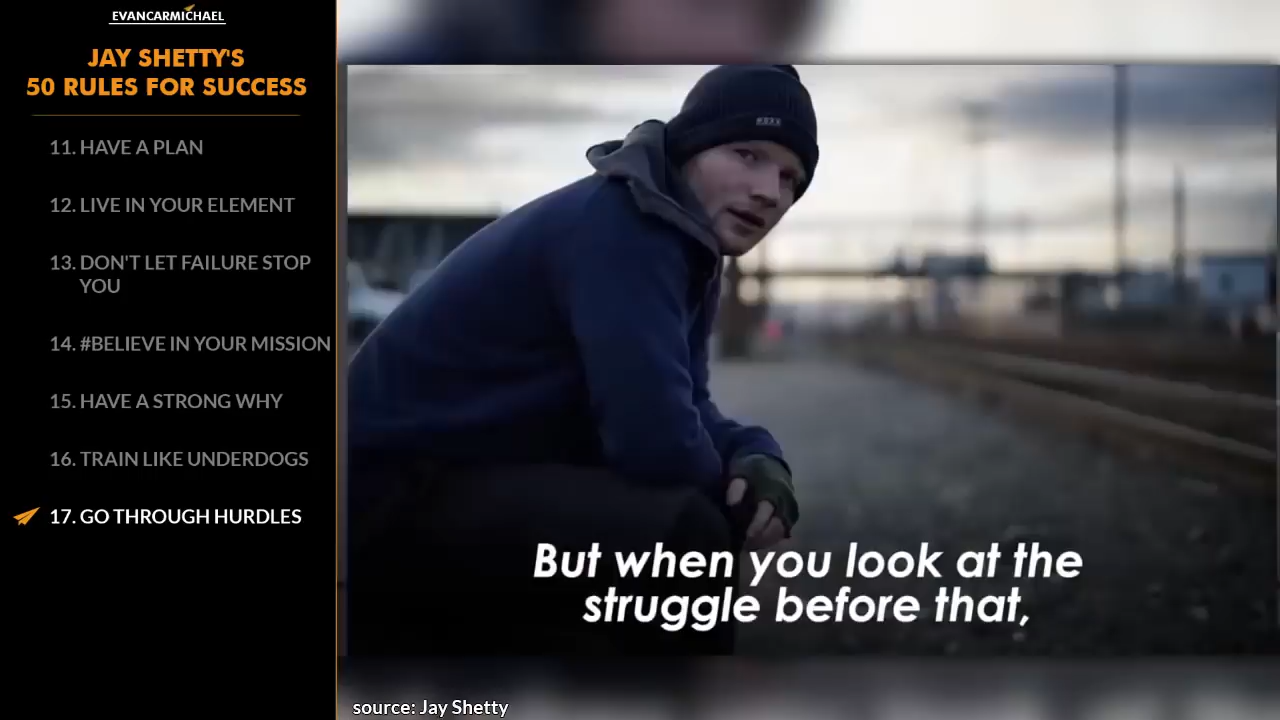 EVANCARMICHAEL
JAY SHETTY'S
50 RULES FOR SUCCESS
11. HAVE A PLAN
12. LIVE IN YOUR ELEMENT
13. DON'T LET FAILURE STOP
YOU
14. #BELIEVE IN YOUR MISSION
15. HAVE A STRONG WHY
16. TRAIN LIKE UNDERDOGS
17. GO THROUGH HURDLES
But when you look at the
struggle before that,
source: Jay Shetty